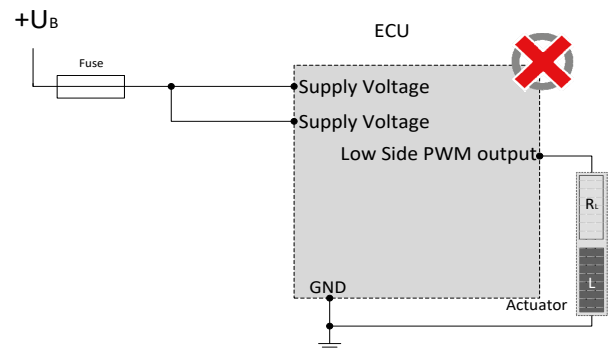 +UB
ECU
Fuse
Supply Voltage
Supply Voltage
Low Side PWM output
RL
L
GND
Actuator